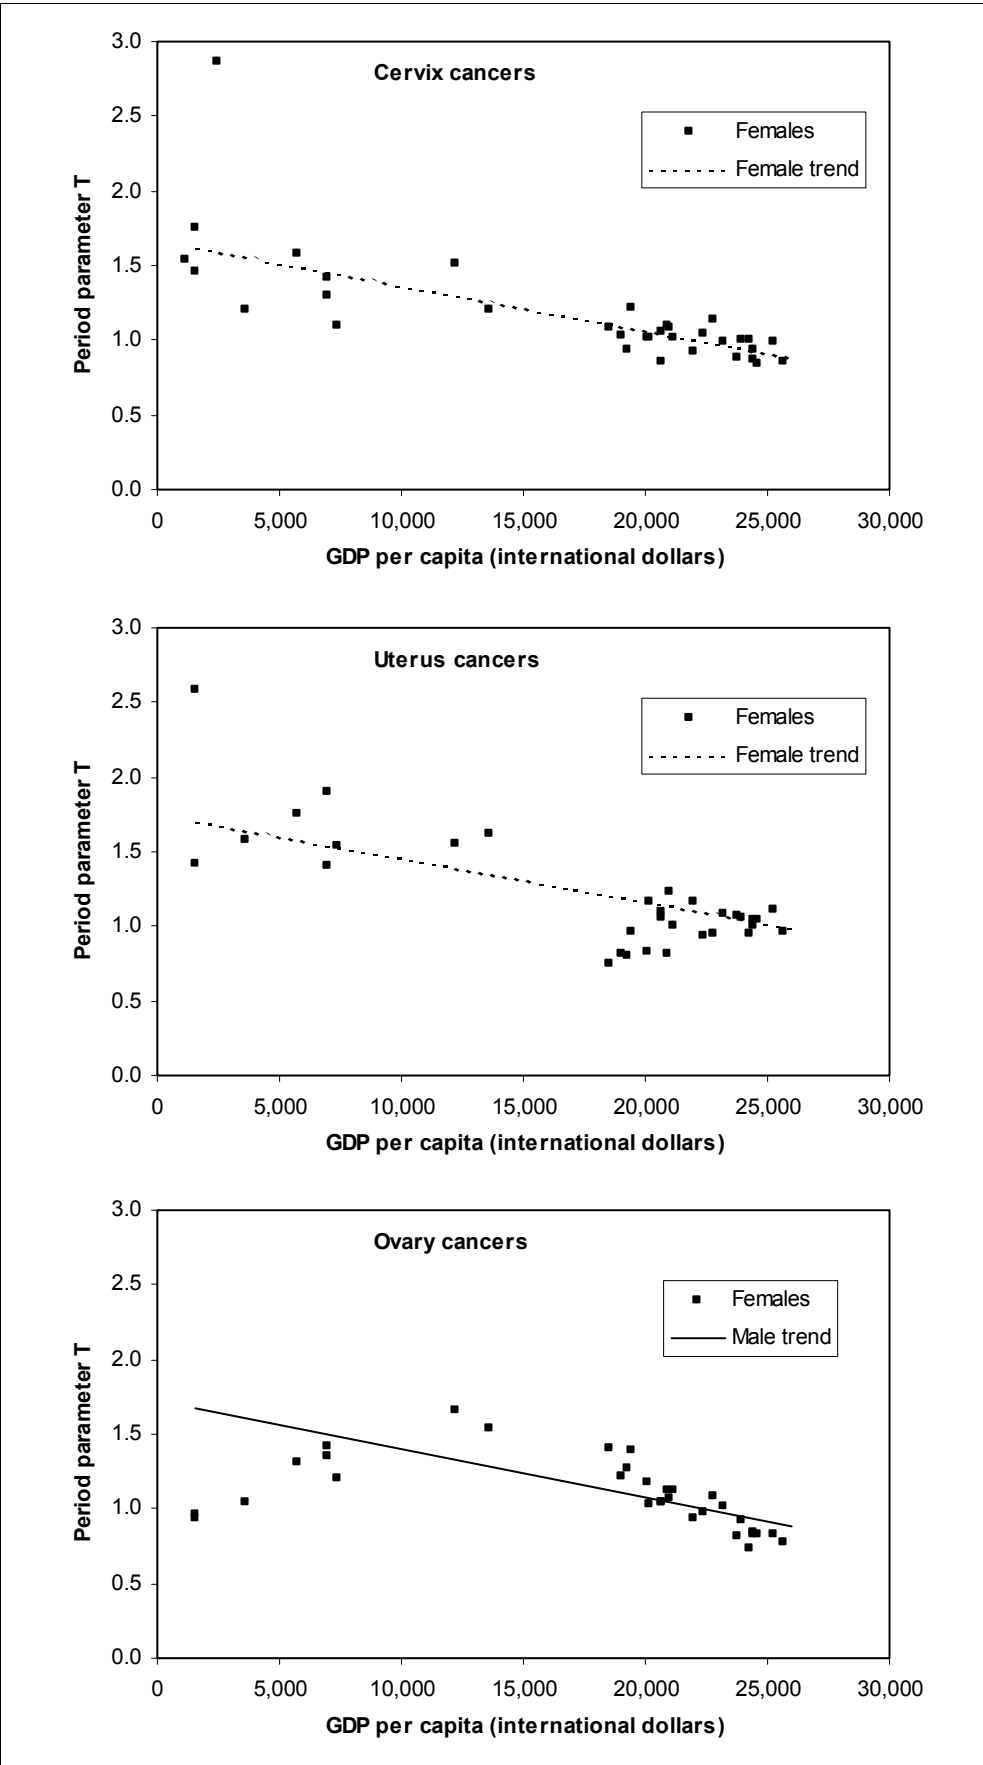 Cervix cancers
3.0
2.5
2.0
1.5
1.0
0.5
0.0
Period parameter T
Females
Female trend
0 5,000 10,000 15,000 20,000 25,000 30,000
GDP per capita (international dollars)
Uterus cancers
3.0
2.5
2.0
1.5
1.0
0.5
0.0
Period parameter T
Females
Female trend
0 5,000 10,000 15,000 20,000 25,000 30,000
GDP per capita (international dollars)
Ovary cancers
3.0
2.5
2.0
1.5
1.0
0.5
0.0
Period parameter T
Females
Male trend
0 5,000 10,000 15,000 20,000 25,000 30,000
GDP per capita (international dollars)